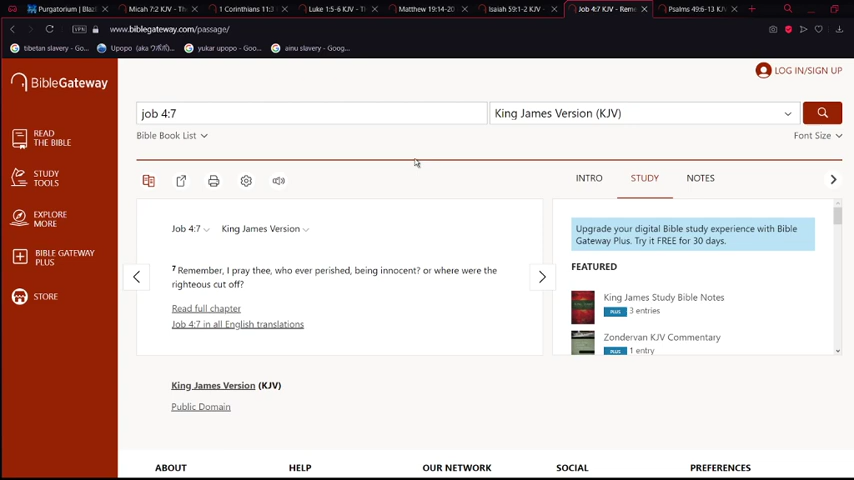 Purgatorium | Blaz
Micah 7:2 KJV - Th
1 Corinthians 11:3
Luke 1:5-6 KJV - T
Matthew 19:14-20
Isaiah 59:1-2 KJV -
Job 4:7 KJV - Rem
Psalms 49:6-13 KJV
VPN
www.biblegateway.com/passage/
tibetan slavery - Go...
Upopo (aka ウポポ)...
yukar upopo - Goog...
ainu slavery - Goog...
BibleGateway
LOG IN/SIGN UP
job 4:7
King James Version (KJV)
Bible Book List
Font Size
READ
THE BIBLE
STUDY
TOOLS
EXPLORE
MORE
BIBLE GATEWAY
PLUS
STORE
INTRO
STUDY
NOTES
Job 4:7
King James Version
7 Remember, I pray thee, who ever perished, being innocent? or where were the
righteous cut off?
Read full chapter
Job 4:7 in all English translations
Upgrade your digital Bible study experience with Bible
Gateway Plus. Try it FREE for 30 days.
FEATURED
King James Study Bible Notes
PLUS 3 entries
Zondervan KJV Commentary
PLUS 1 entry
King James Version (KJV)
Public Domain
ABOUT
HELP
OUR NETWORK
SOCIAL
PREFERENCES